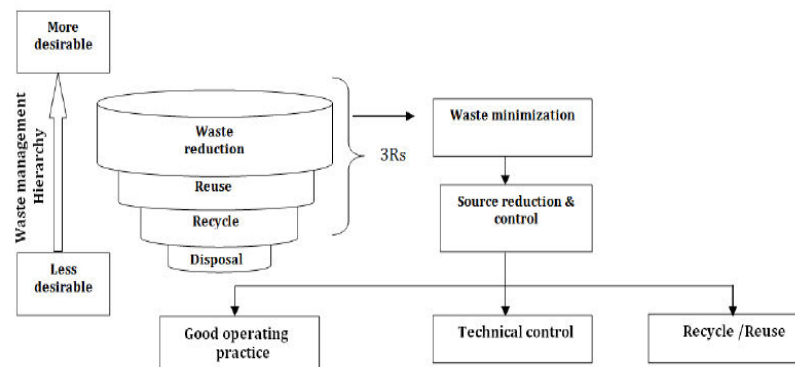 More
desirable
Waste management
Hierarchy
Less
desirable
Waste
reduction
Reuse
Recycle
Disposal
3Rs
Waste minimization
Source reduction &
control
Good operating
practice
Technical control
Recycle /Reuse